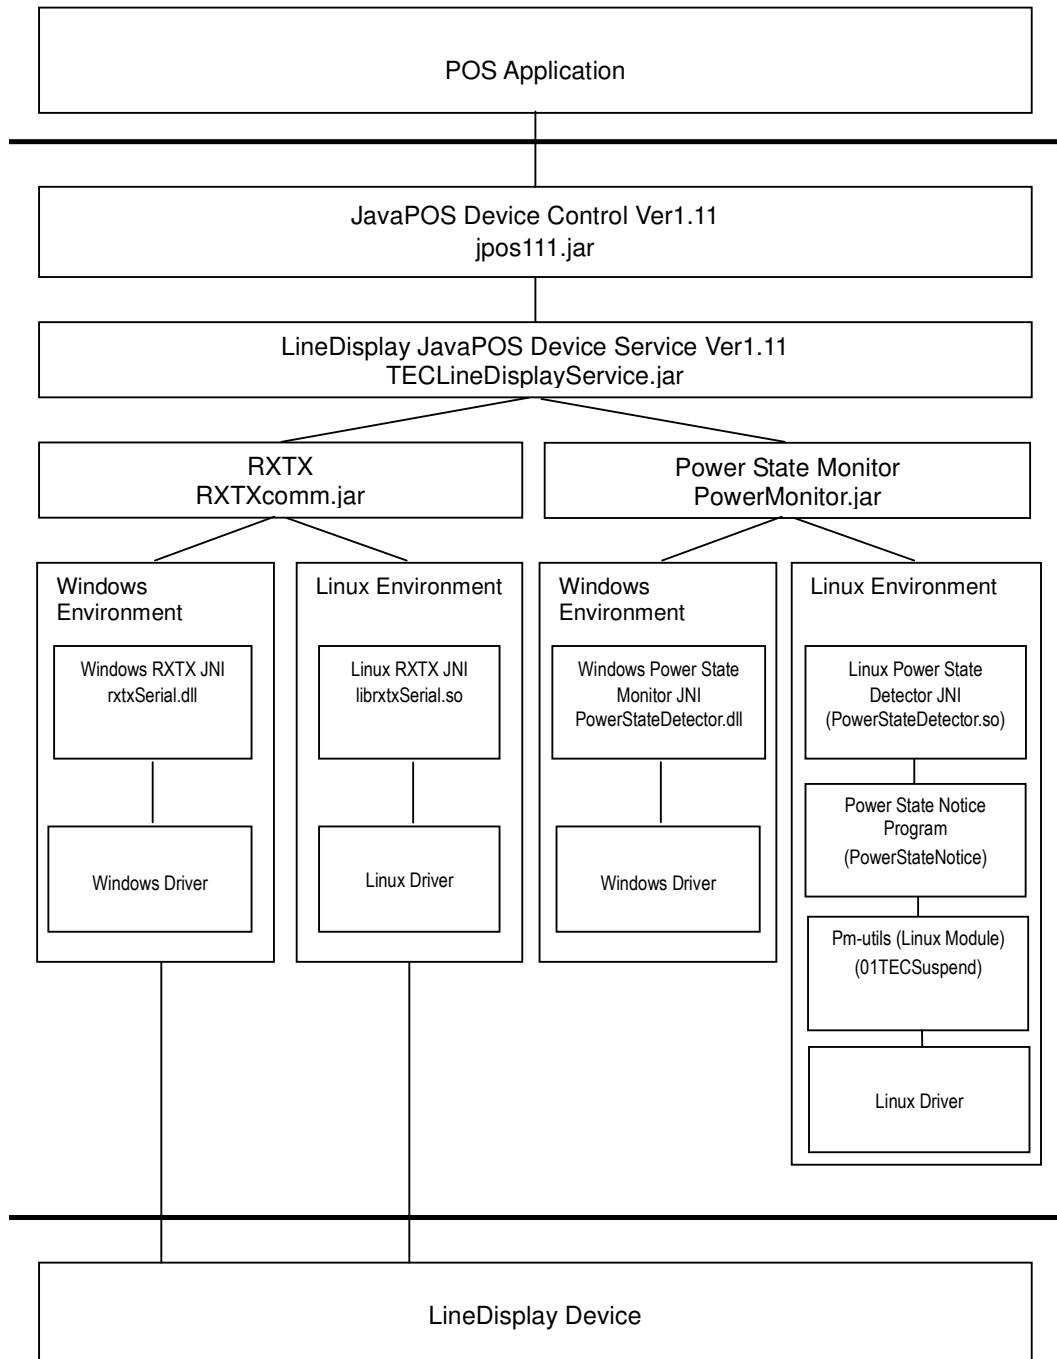 POS Application
JavaPOS Device Control Ver1.11
jpos111.jar
LineDisplay JavaPOS Device Service Ver1.11
TECLineDisplayService.jar
RXTX
RXTXcomm.jar
Power State Monitor
PowerMonitor.jar
Windows
Environment
Windows RXTX JNI
rxtxSerial.dll
Windows Driver
Linux Environment
Linux RXTX JNI
librxtxSerial.so
Linux Driver
Windows
Environment
Windows Power State
Monitor JNI
PowerStateDetector.dll
Windows Driver
Linux Environment
Linux Power State
Detector JNI
(PowerStateDetector.so)
Power State Notice
Program
(PowerStateNotice)
Pm-utils (Linux Module)
(01TECSuspend)
Linux Driver
LineDisplay Device